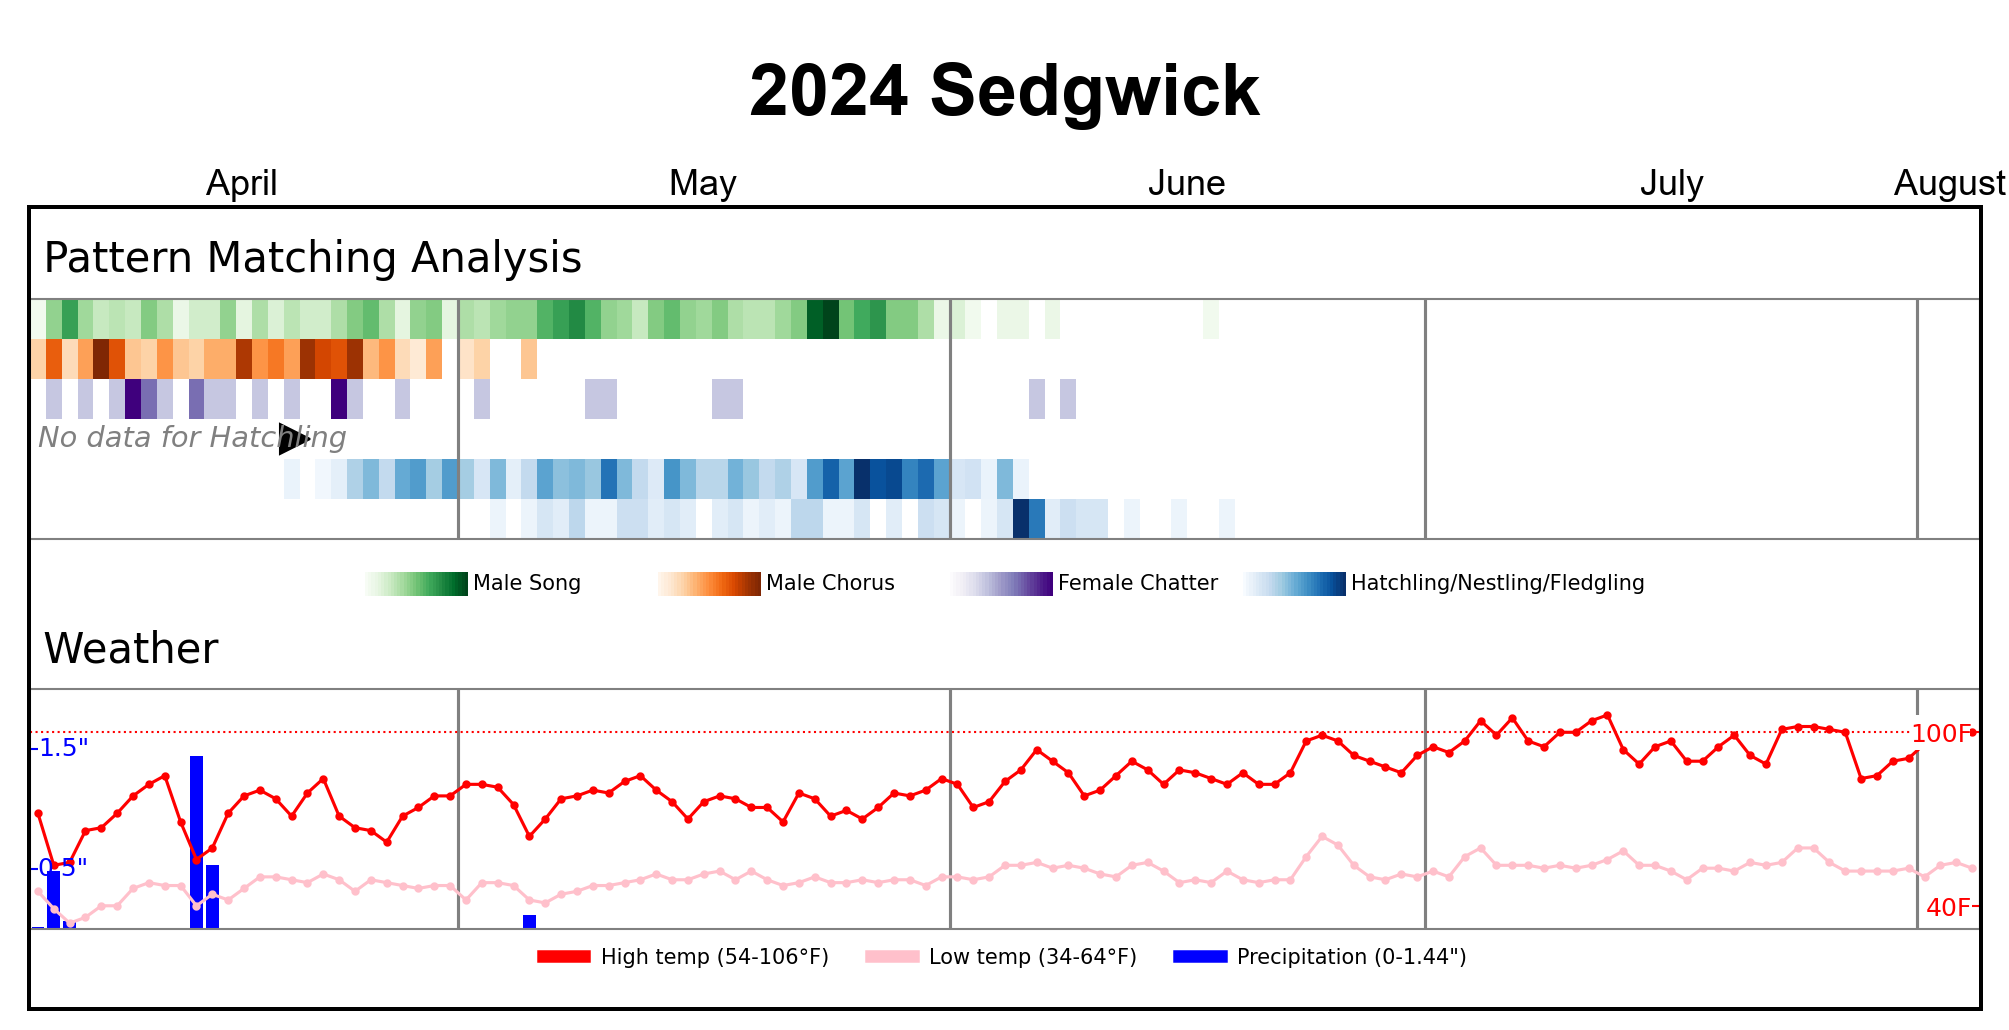 2024 Sedgwick
April May June July August
Pattern Matching Analysis
No data for Hatchling
Male Song Male Chorus Female Chatter Hatchling/Nestling/Fledgling
Weather
1.5" 100F
0.5"
40F
High temp (54-106°F) Low temp (34-64°F) Precipitation (0-1.44")